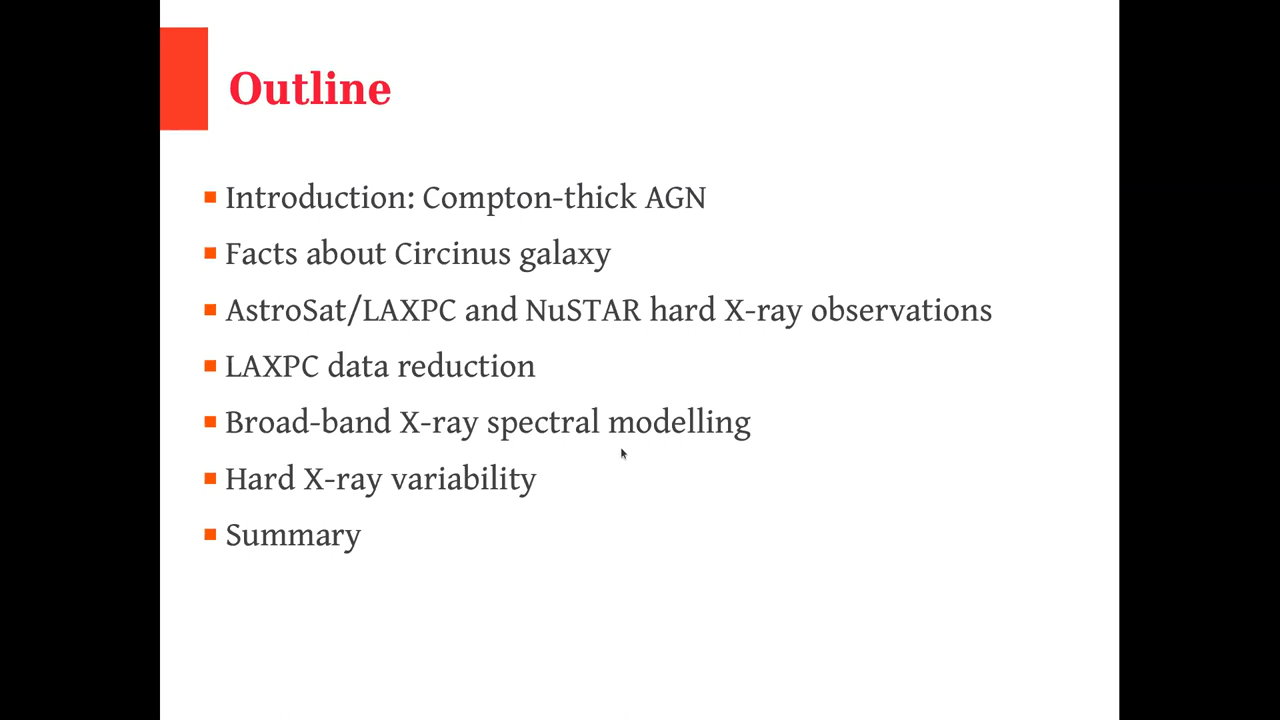 Outline
Introduction: Compton-thick AGN
Facts about Circinus galaxy
AstroSat/LAXPC and NuSTAR hard X-ray observations
LAXPC data reduction
Broad-band X-ray spectral modelling
Hard X-ray variability
Summary